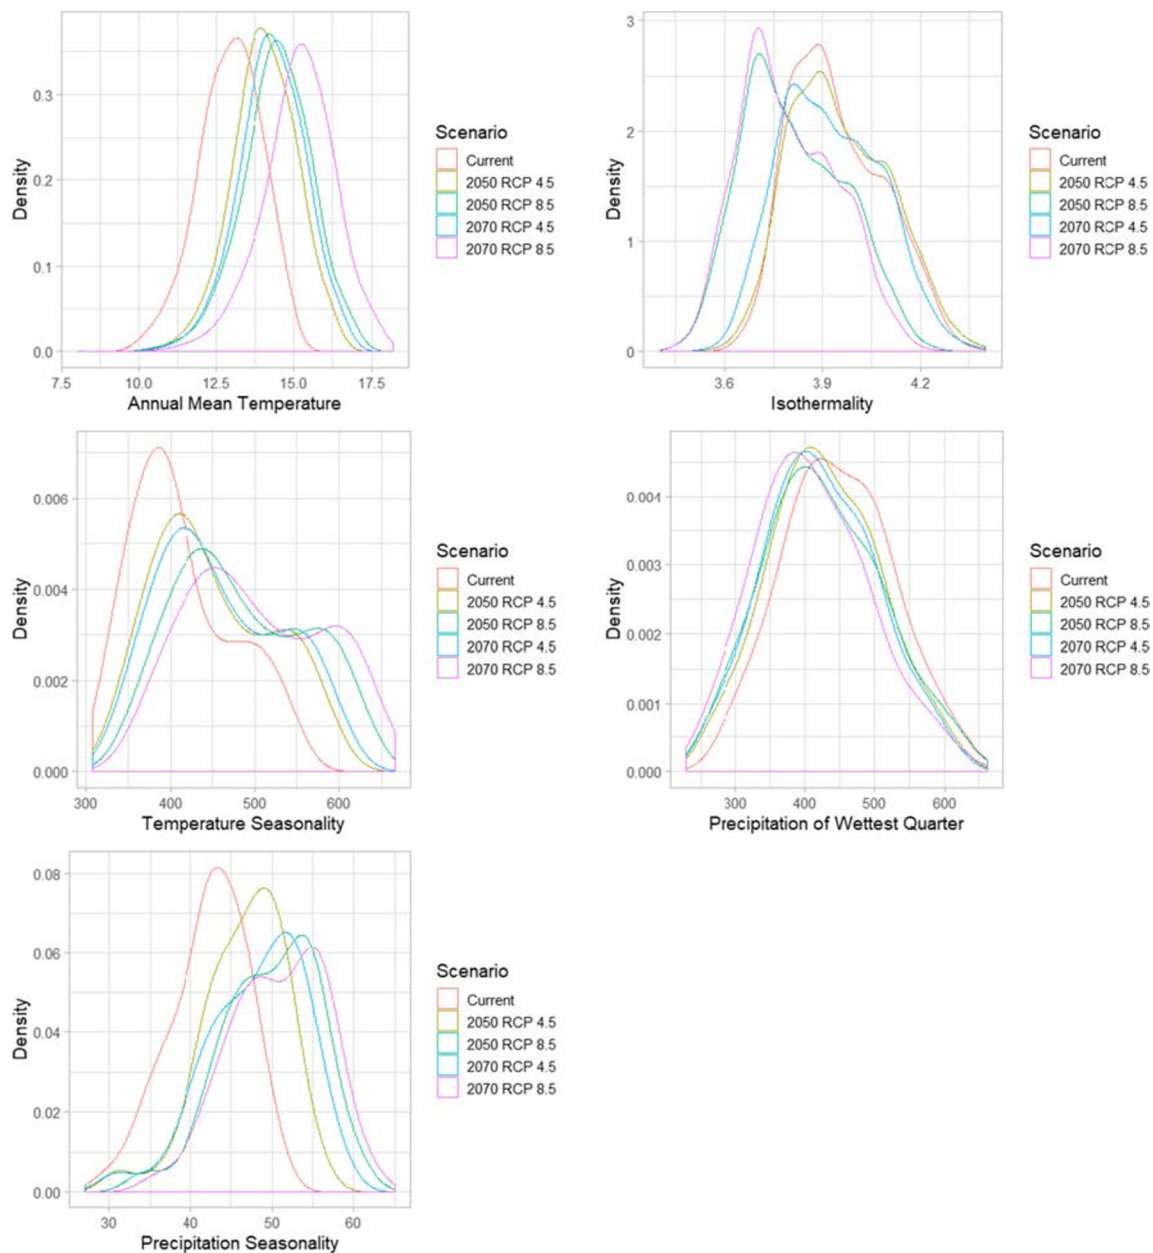 Density
0.3
0.2
0.1
0.0
7.5 10.0 12.5 15.0 17.5
Annual Mean Temperature
Scenario
Current
2050 RCP 4.5
2050 RCP 8.5
2070 RCP 4.5
2070 RCP 8.5
Density
3
2
1
0
3.6 3.9 4.2
Isothermality
Scenario
Current
2050 RCP 4.5
2050 RCP 8.5
2070 RCP 4.5
2070 RCP 8.5
Density
0.006
0.004
0.002
0.000
300 400 500 600
Temperature Seasonality
Scenario
Current
2050 RCP 4.5
2050 RCP 8.5
2070 RCP 4.5
2070 RCP 8.5
Density
0.004
0.003
0.002
0.001
0.000
300 400 500 600
Precipitation of Wettest Quarter
Scenario
Current
2050 RCP 4.5
2050 RCP 8.5
2070 RCP 4.5
2070 RCP 8.5
Density
0.08
0.06
0.04
0.02
0.00
30 40 50 60
Precipitation Seasonality
Scenario
Current
2050 RCP 4.5
2050 RCP 8.5
2070 RCP 4.5
2070 RCP 8.5